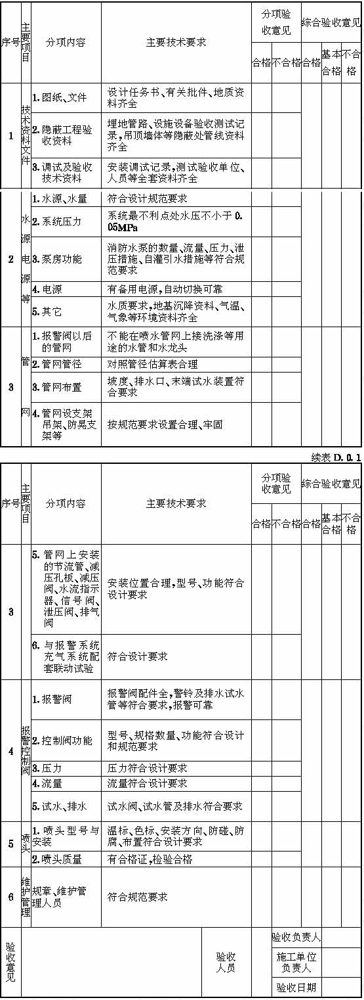 序号
主要项目
分项内容
主要技术要求
分项验
收意见
综合验收意见
合格
不合格
合格
基本
合格
不合
格
1
技术资料文件
1.图纸、文件
设计任务书、有关批件、地质资
料齐全
2.隐蔽工程验
收资料
埋地管路、设施设备验收测试记
录,吊顶墙体等隐蔽处管线资料
齐全
3.调试及验收
技术资料
安装调试记录,测试验收单位、
人员等全套资料齐全
2
水源电源等
1.水源、水量
符合设计规范要求
2.系统压力
系统最不利点处水压不小于0.
05MPa
3.泵房功能
消防水泵的数量、流量、压力、泄
压措施、自灌引水措施等符合规
范要求
4.电源
有备用电源,自动切换可靠
5.其它
水质要求,地基沉降资料、气温、
气象等环境资料齐全
3
管网
1.报警阀以后
的管网
不能在喷水管网上接洗涤等用
途的水管和水龙头
2.管网管径
对照管径估算表合理
3.管网布置
坡度、排水口、末端试水装置符
合要求
4.管网设支架
吊架、防晃支
架等
按规范要求设置合理、牢固
续表 D.0.1
序号
主要项目
分项内容
主要技术要求
分项验
收意见
综合验收意见
合格
不合格
合格
基本
合格
不合
格
3
5.管网上安装
的节流管、减
压孔板、减压
阀、水流指示
器、信号阀、
泄压阀、排气
阀
安装位置合理,型号、功能符合
设计要求
6.与报警系统
充气系统配
套联动试验
符合设计要求
4
报警控制阀
1.报警阀
报警阀配件全,警铃及排水试水
管等符合要求,报警可靠
2.控制阀功能
型号、规格数量、功能符合设计
和规范要求
3.压力
压力符合设计要求
4.流量
流量符合设计要求
5.试水、排水
试水阀、试水管及排水符合要求
5
喷头
1.喷头型号与
安装
温标、色标、安装方向、防碰、防
腐、布置符合设计要求
2.喷头质量
有合格证,检验合格
6
维护管理
规章、维护管
理人员
符合规范要求
验收意见
验收
人员
验收负责人
施工单位
负责人
验收日期